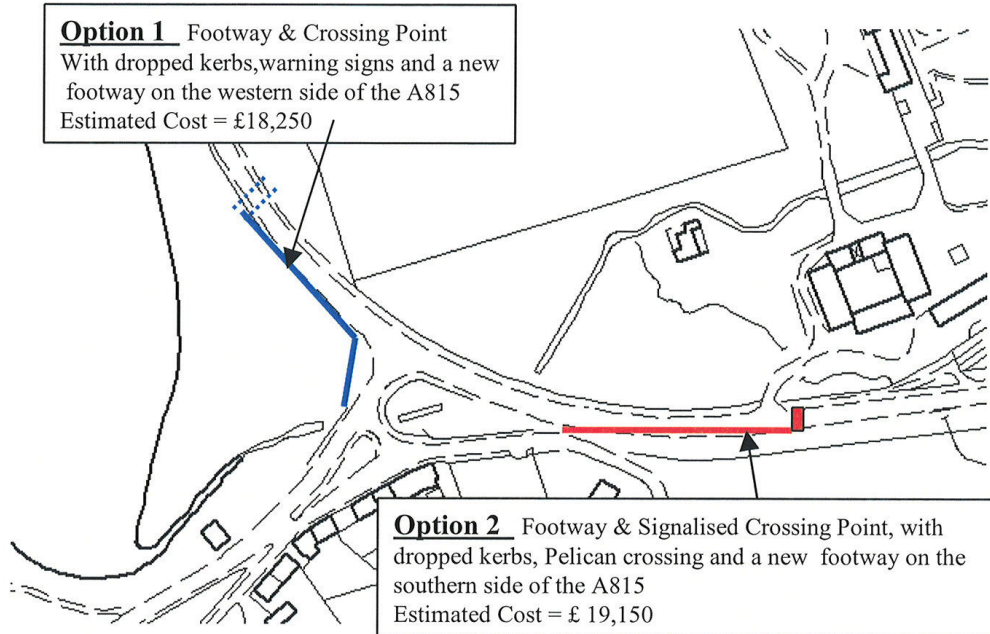 Option 1 Footway & Crossing Point
With dropped kerbs,warning signs and a new
footway on the western side of the A815
Estimated Cost = £18,250
Option 2 Footway & Signalised Crossing Point, with
dropped kerbs, Pelican crossing and a new footway on the
southern side of the A815
Estimated Cost = £ 19,150